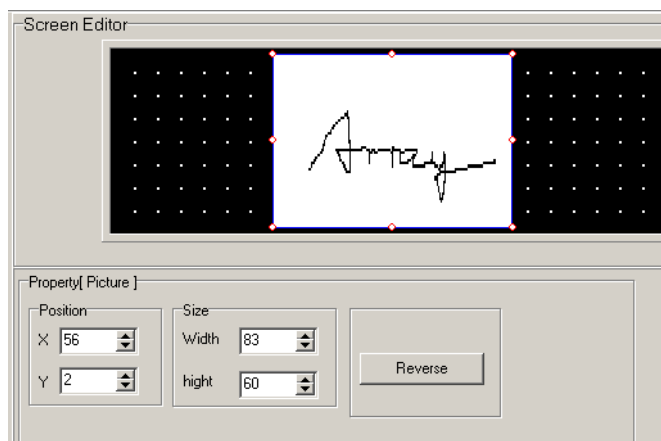 Screen Editor
Property[ Picture ]
Position
Size
X 56
Width 83
Reverse
Y 2
hight 60